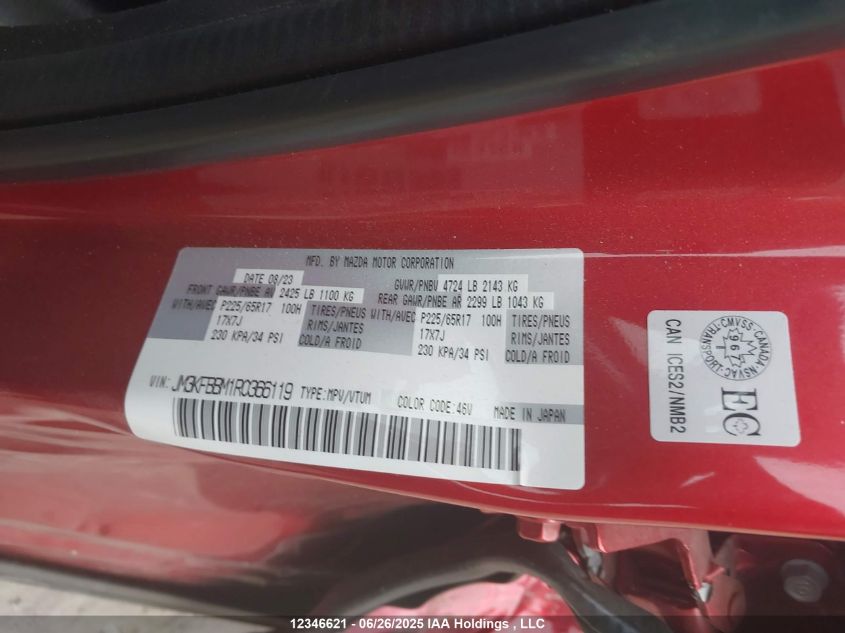 MFD. BY MAZDA MOTOR CORPORATION
DATE 08/23
GVWR/PNBV 4724 LB 2143 KG
FRONT GAWR/PNBE AV 2425 LB 1100 KG
REAR GAWR/PNBE AR 2299 LB 1043 KG
WITH/AVEC P225/65R17 100H TIRES/PNEUS
17X7J RIMS/JANTES
230 KPA/34 PSI COLD/A FROID
WITH/AVEC P225/65R17 100H TIRES/PNEUS
17X7J RIMS/JANTES
230 KPA/34 PSI COLD/A FROID
VIN: JM3KFBBM1R0366119 TYPE:MPV/VTUM COLOR CODE:46V MADE IN JAPAN
CAN ICES2/NMB2
TRANSPORT-CMVSS-CANADA-NSVAC
EC
12346621 - 06/26/2025 IAA Holdings , LLC